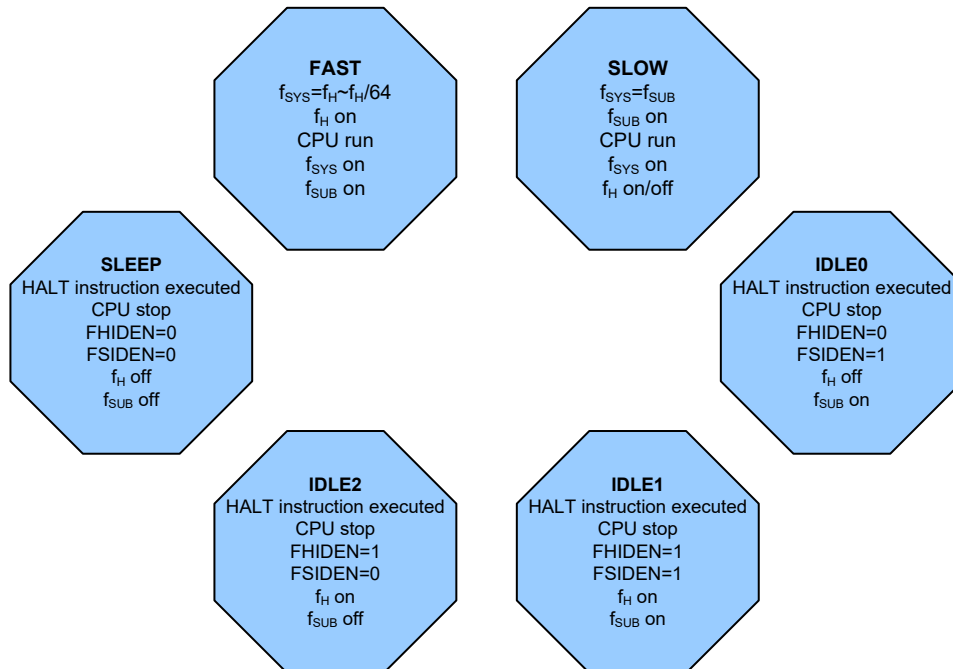 FAST
fSYS=fH~fH/64
fH on
CPU run
fSYS on
fSUB on
SLOW
fSYS=fSUB
fSUB on
CPU run
fSYS on
fH on/off
SLEEP
HALT instruction executed
CPU stop
FHIDEN=0
FSIDEN=0
fH off
fSUB off
IDLE0
HALT instruction executed
CPU stop
FHIDEN=0
FSIDEN=1
fH off
fSUB on
IDLE2
HALT instruction executed
CPU stop
FHIDEN=1
FSIDEN=0
fH on
fSUB off
IDLE1
HALT instruction executed
CPU stop
FHIDEN=1
FSIDEN=1
fH on
fSUB on